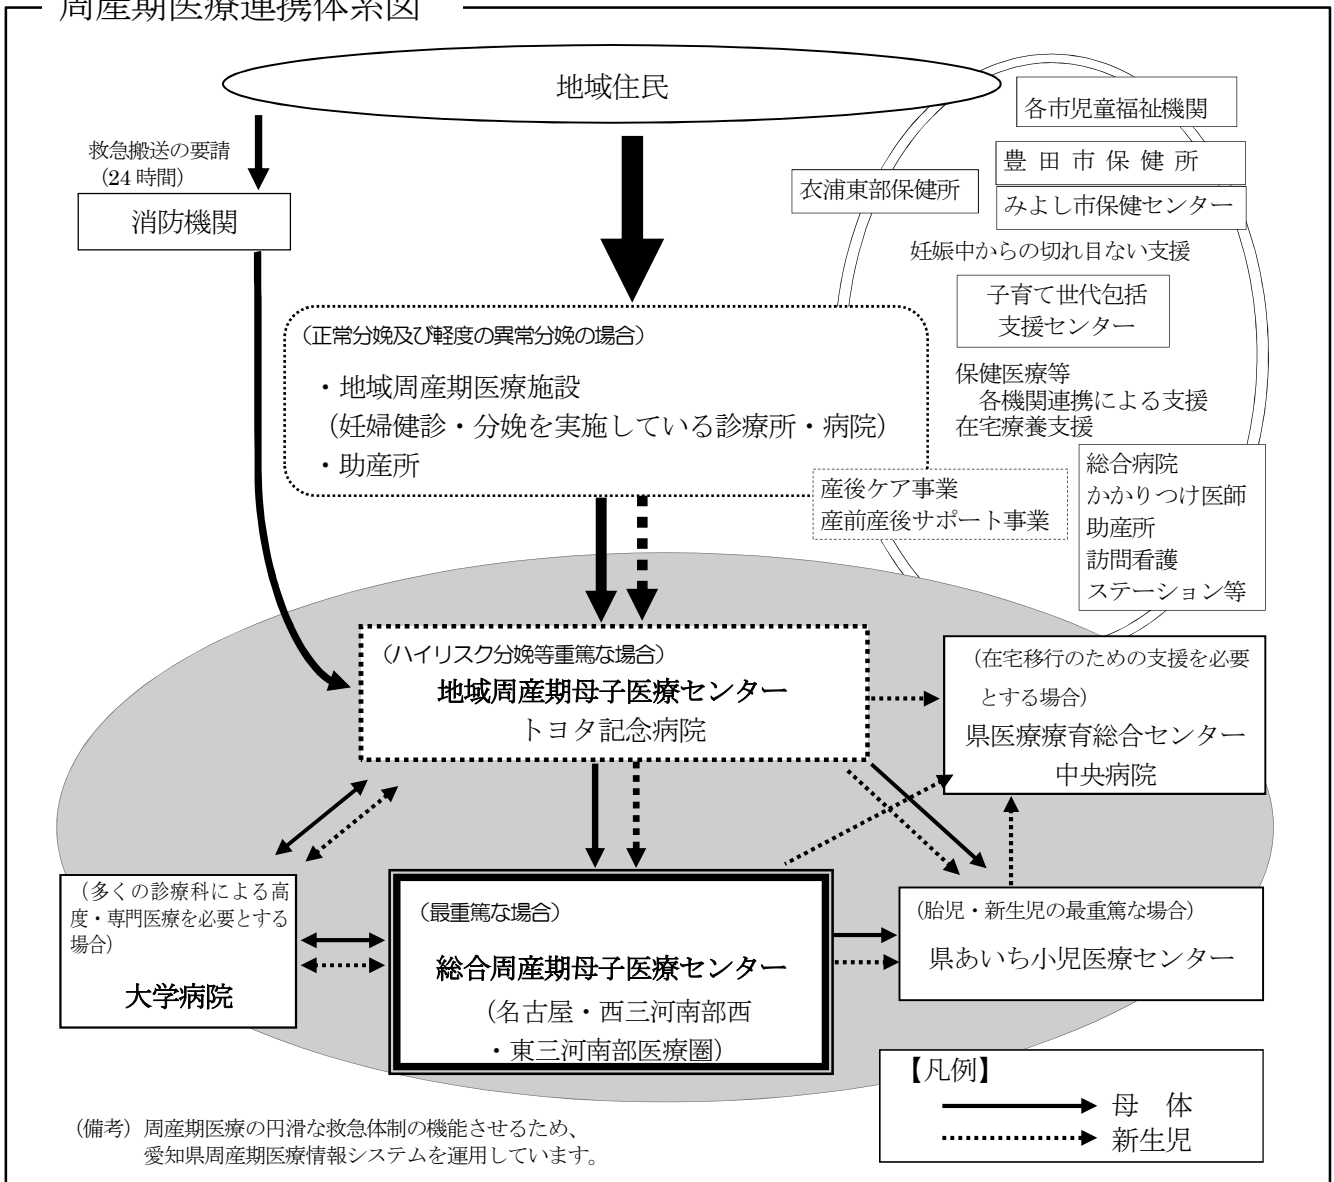 周産期医療連携体系図
地域住民
救急搬送の要請
(24 時間)
消防機関
各市児童福祉機関
豊田市保健所
衣浦東部保健所
みよし市保健センター
妊娠中からの切れ目ない支援
子育て世代包括
支援センター
保健医療等
各機関連携による支援
在宅療養支援
総合病院
かかりつけ医師
助産所
訪問看護
ステーション等
産後ケア事業
産前産後サポート事業
(正常分娩及び軽度の異常分娩の場合)
・地域周産期医療施設
(妊婦健診・分娩を実施している診療所・病院)
・助産所
(ハイリスク分娩等重篤な場合)
地域周産期母子医療センター
トヨタ記念病院
(在宅移行のための支援を必要
とする場合)
県医療療育総合センター
中央病院
(多くの診療科による高
度・専門医療を必要とする
場合)
大学病院
(最重篤な場合)
総合周産期母子医療センター
(名古屋・西三河南部西
・東三河南部医療圏)
(胎児・新生児の最重篤な場合)
県あいち小児医療センター
【凡例】
母 体
新生児
(備考) 周産期医療の円滑な救急体制の機能させるため、
愛知県周産期医療情報システムを運用しています。